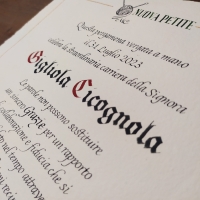 NUOVA PETITE
Questa pergamena vergata a mano
il 31 Luglio 2023
celebra la straordinaria carriera della Signora
Gigliola Cicognola
Le parole non possono sostituire
un sincero Grazie per un rapporto
collaborazione e fiducia che si
nel tempo